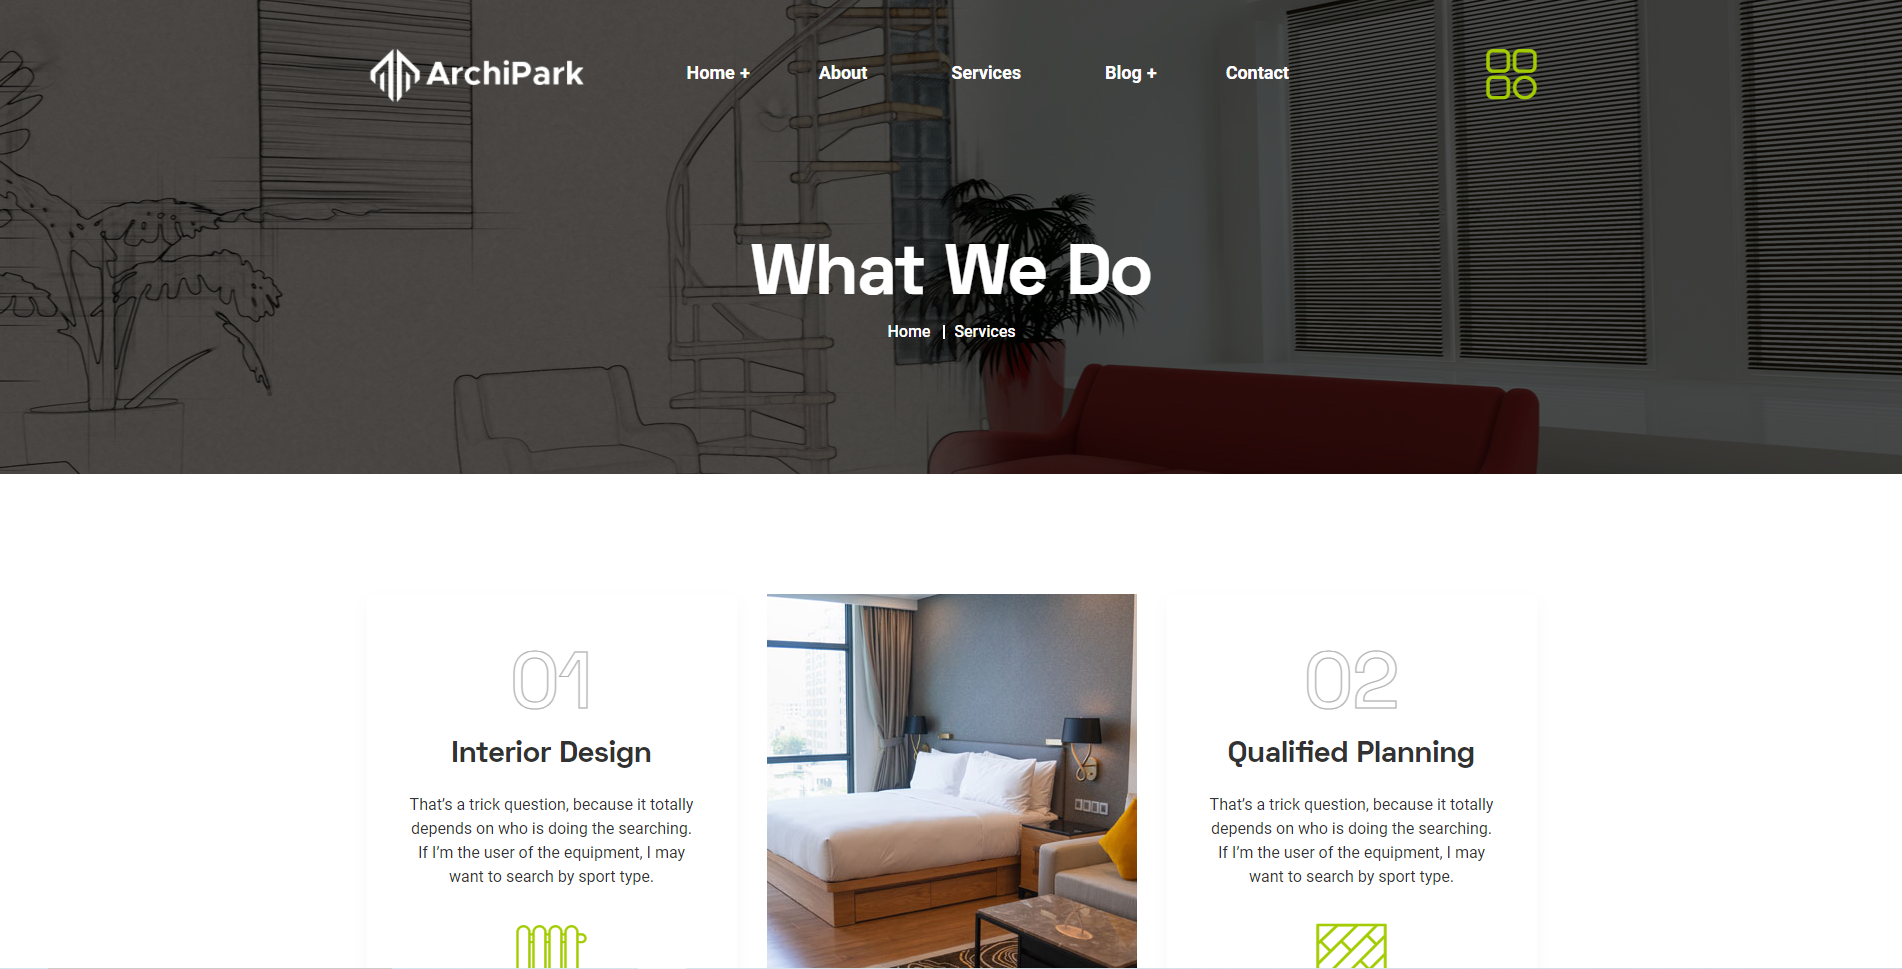 ArchiPark
Home +
About
Services
Blog +
Contact
What We Do
Home | Services
01
Interior Design
That’s a trick question, because it totally
depends on who is doing the searching.
If I’m the user of the equipment, I may
want to search by sport type.
02
Qualified Planning
That’s a trick question, because it totally
depends on who is doing the searching.
If I’m the user of the equipment, I may
want to search by sport type.